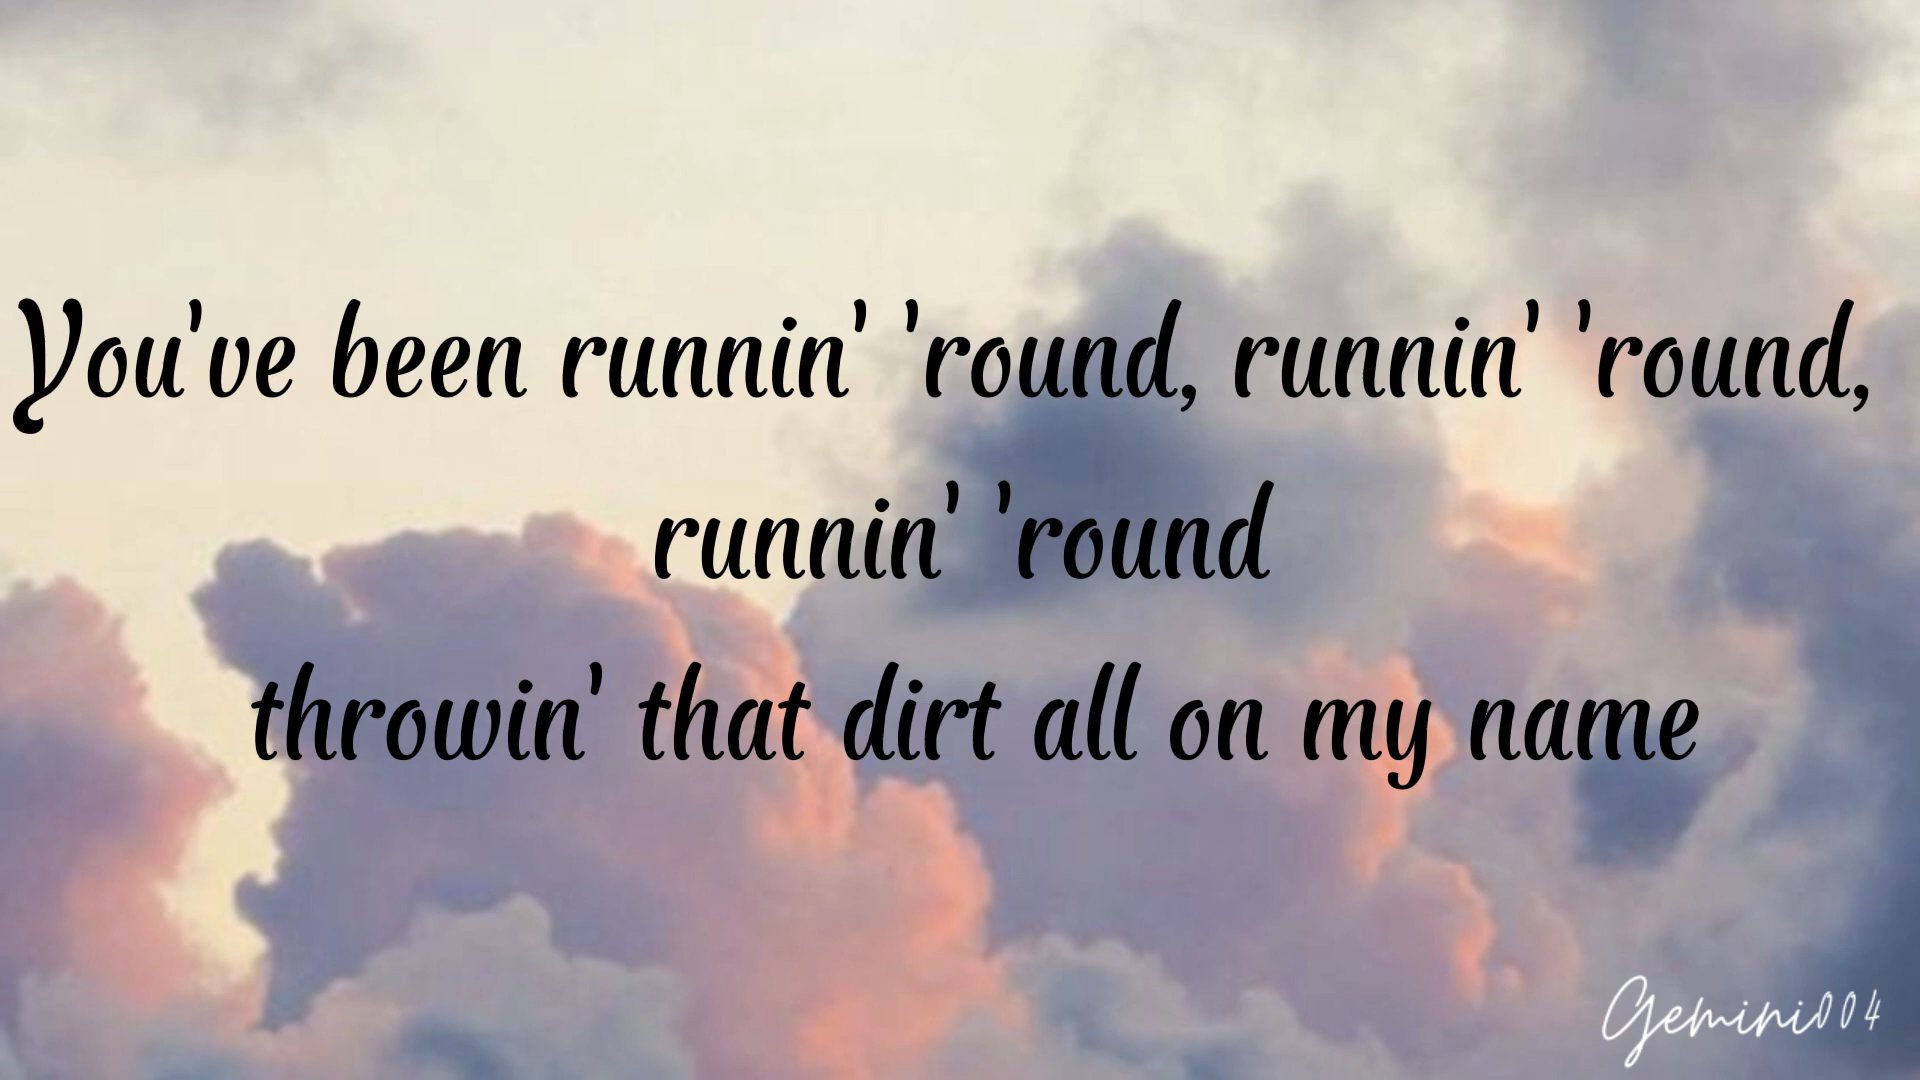 You've been runnin' 'round, runnin' 'round,
runnin' 'round
throwin' that dirt all on my name
Gemini004